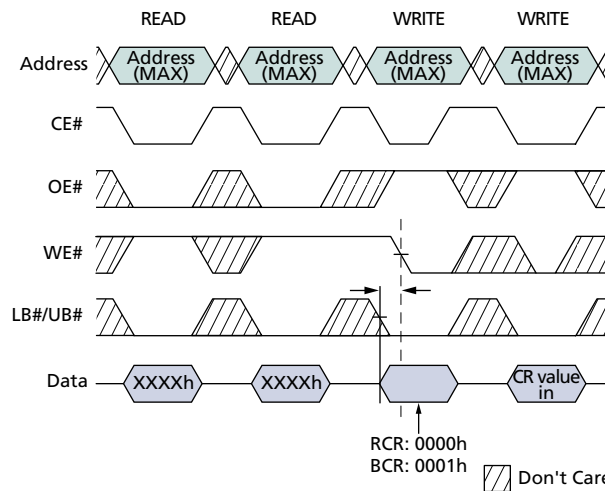 READ READ WRITE WRITE
Address
Address (MAX)
Address (MAX)
Address (MAX)
Address (MAX)
CE#
OE#
WE#
LB#/UB#
Data
XXXXh
XXXXh
CR value in
RCR: 0000h
BCR: 0001h
Don't Care